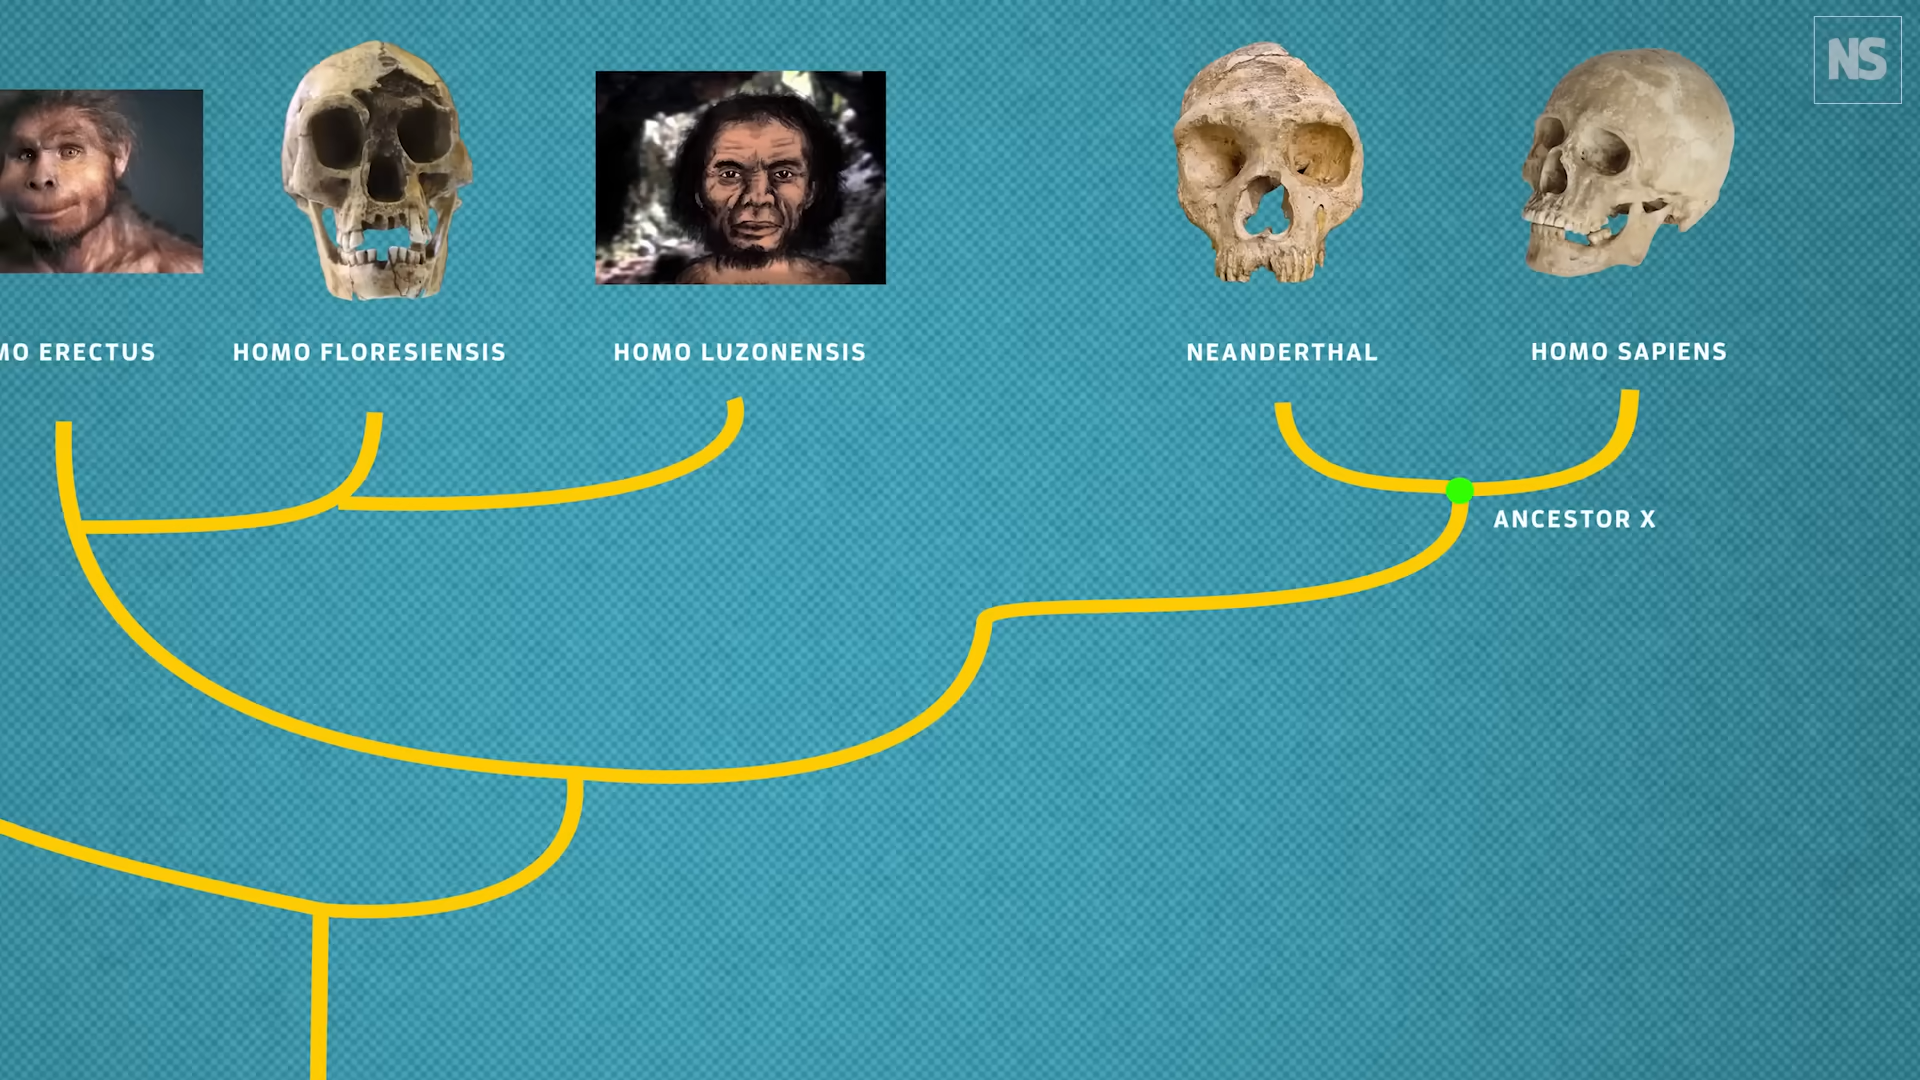 NS
MO ERECTUS
HOMO FLORESIENSIS
HOMO LUZONENSIS
NEANDERTHAL
HOMO SAPIENS
ANCESTOR X